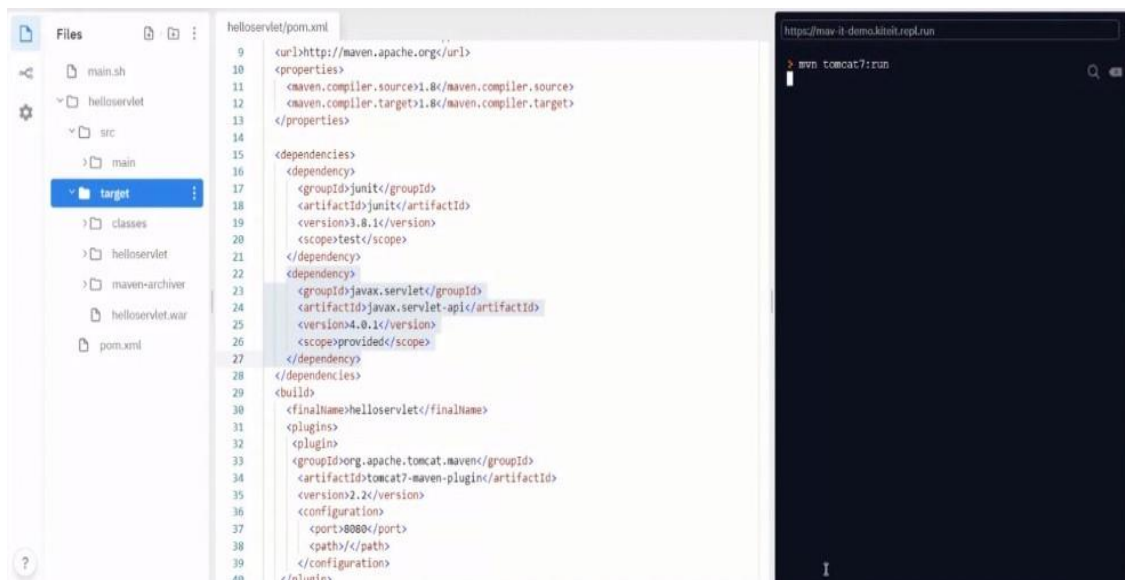 Files
main.sh
helloservlet
src
main
target
classes
helloservlet
maven-archiver
helloservlet.war
pom.xml
?
helloservlet/pom.xml
9 <url>http://maven.apache.org</url>
10 <properties>
11 <maven.compiler.source>1.8</maven.compiler.source>
12 <maven.compiler.target>1.8</maven.compiler.target>
13 </properties>
14
15 <dependencies>
16 <dependency>
17 <groupId>junit</groupId>
18 <artifactId>junit</artifactId>
19 <version>3.8.1</version>
20 <scope>test</scope>
21 </dependency>
22 <dependency>
23 <groupId>javax.servlet</groupId>
24 <artifactId>javax.servlet-api</artifactId>
25 <version>4.0.1</version>
26 <scope>provided</scope>
27 </dependency>
28 </dependencies>
29 <build>
30 <finalName>helloservlet</finalName>
31 <plugins>
32 <plugin>
33 <groupId>org.apache.tomcat.maven</groupId>
34 <artifactId>tomcat7-maven-plugin</artifactId>
35 <version>2.2</version>
36 <configuration>
37 <port>8080</port>
38 <path>/</path>
39 </configuration>
40 </plugin>
https://mav-it-demo.kiteit.repl.run
> mvn tomcat7:run